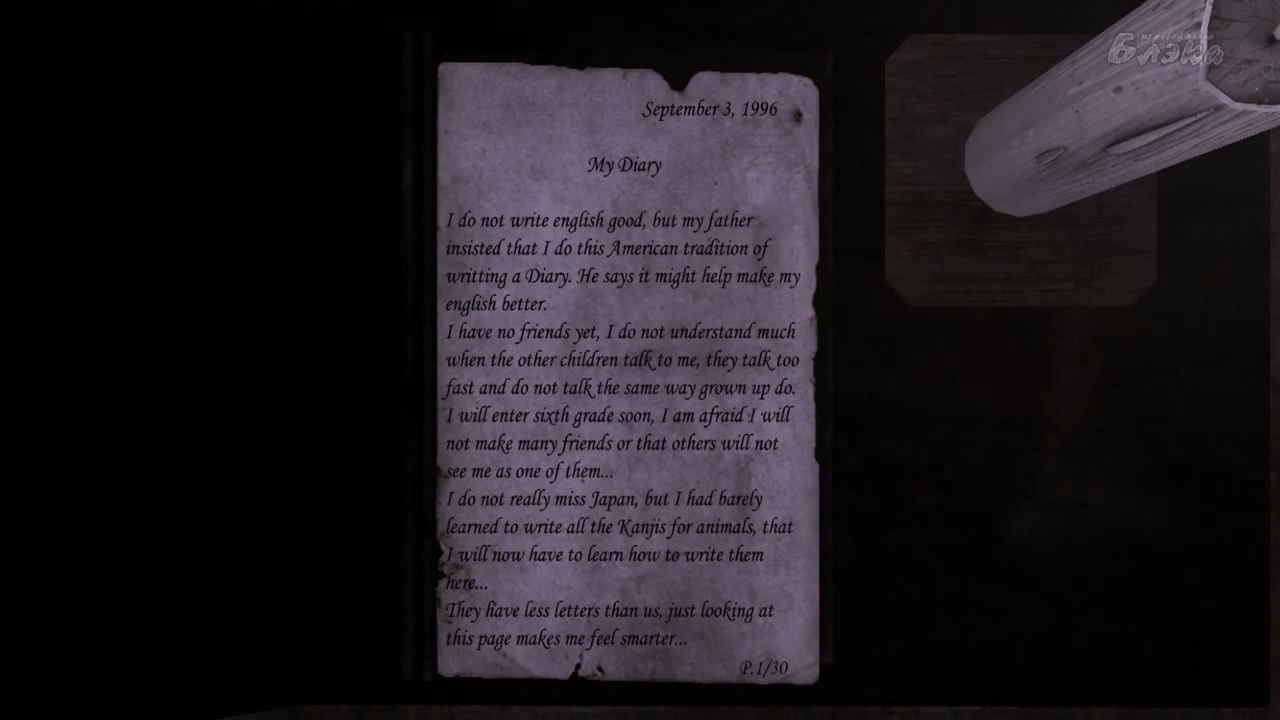 игровой канал
Блэка
September 3, 1996
My Diary
I do not write english good, but my father
insisted that I do this American tradition of
writting a Diary. He says it might help make my
english better.
I have no friends yet, I do not understand much
when the other children talk to me, they talk too
fast and do not talk the same way grown up do.
I will enter sixth grade soon, I am afraid I will
not make many friends or that others will not
see me as one of them...
I do not really miss Japan, but I had barely
learned to write all the Kanjis for animals, that
I will now have to learn how to write them
here...
They have less letters than us, just looking at
this page makes me feel smarter...
P.1/30